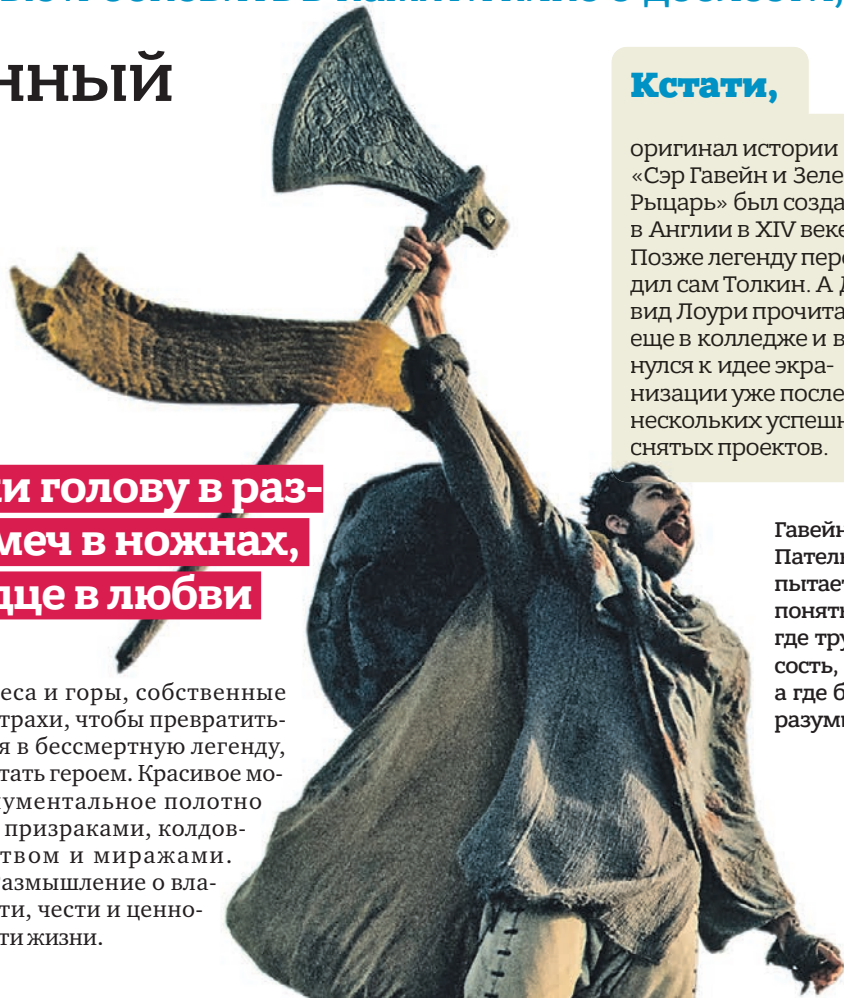 о доблести,
нный
Кстати,
оригинал истории
«Сэр Гавейн и Зеле
Рыцарь» был созда
в Англии в XIV веке
Позже легенду пере
дил сам Толкин. А Д
вид Лоури прочита
еще в колледже и в
нулся к идее экра-
низации уже после
нескольких успешн
снятых проектов.
и голову в раз-
меч в ножнах,
дце в любви
Гавейн
Пател
пытает
понять
где тру
сость,
а где б
разуми
еса и горы, собственные
трахи, чтобы превратить-
я в бессмертную легенду,
тать героем. Красивое мо-
ументальное полотно
призраками, колдов-
твом и миражами.
азмышление о вла-
ти, чести и ценно-
ти жизни.